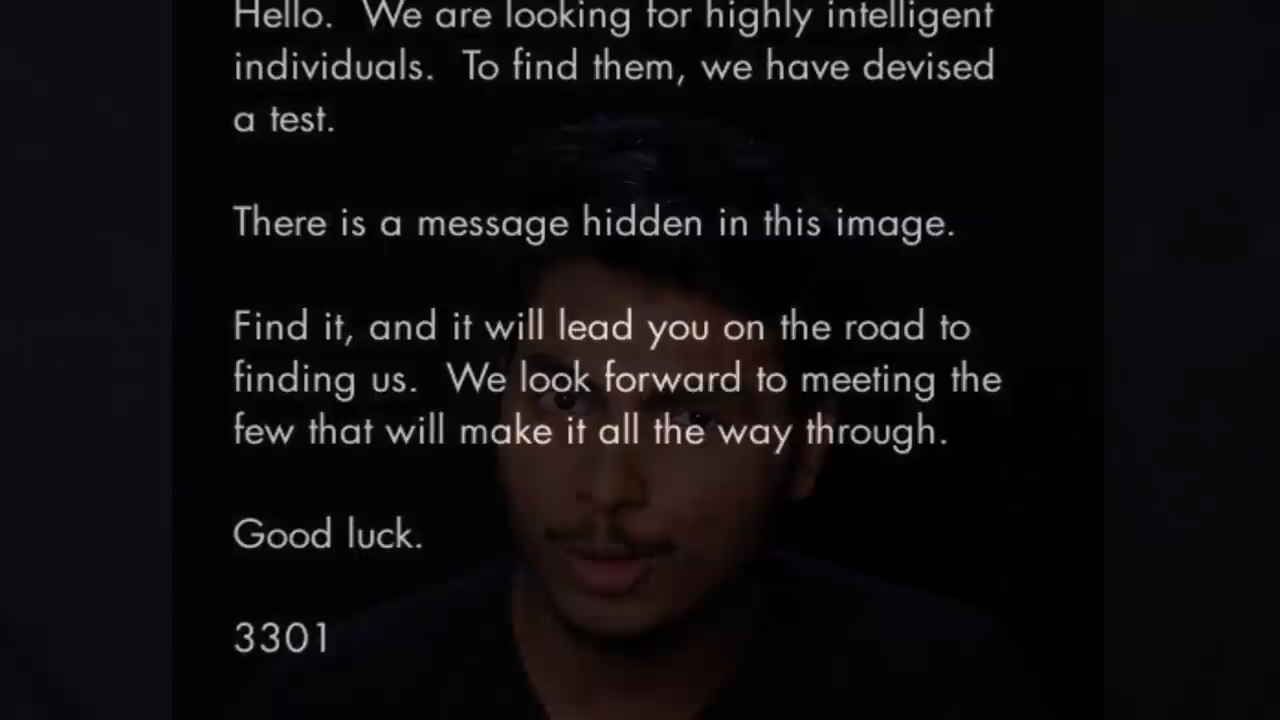 Hello.  We are looking for highly intelligent
individuals.  To find them, we have devised
a test.
There is a message hidden in this image.
Find it, and it will lead you on the road to
finding us.  We look forward to meeting the
few that will make it all the way through.
Good luck.
3301